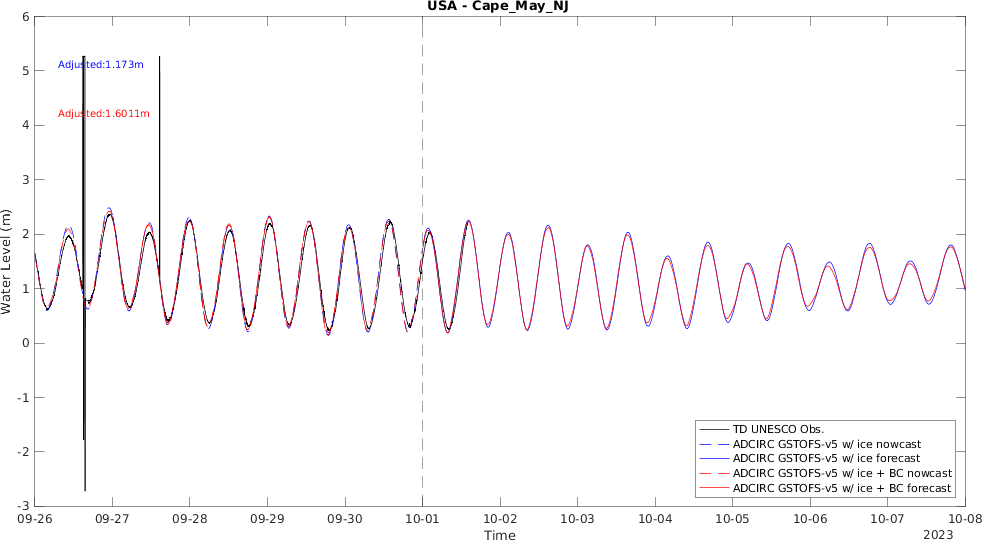 USA - Cape_May_NJ
6
5
4
3
2
1
0
-1
-2
-3
Water Level (m)
Adjusted:1.173m
Adjusted:1.6011m
TD UNESCO Obs.
ADCIRC GSTOFS-v5 w/ ice nowcast
ADCIRC GSTOFS-v5 w/ ice forecast
ADCIRC GSTOFS-v5 w/ ice + BC nowcast
ADCIRC GSTOFS-v5 w/ ice + BC forecast
09-26 09-27 09-28 09-29 09-30 10-01 10-02 10-03 10-04 10-05 10-06 10-07 10-08
Time
2023